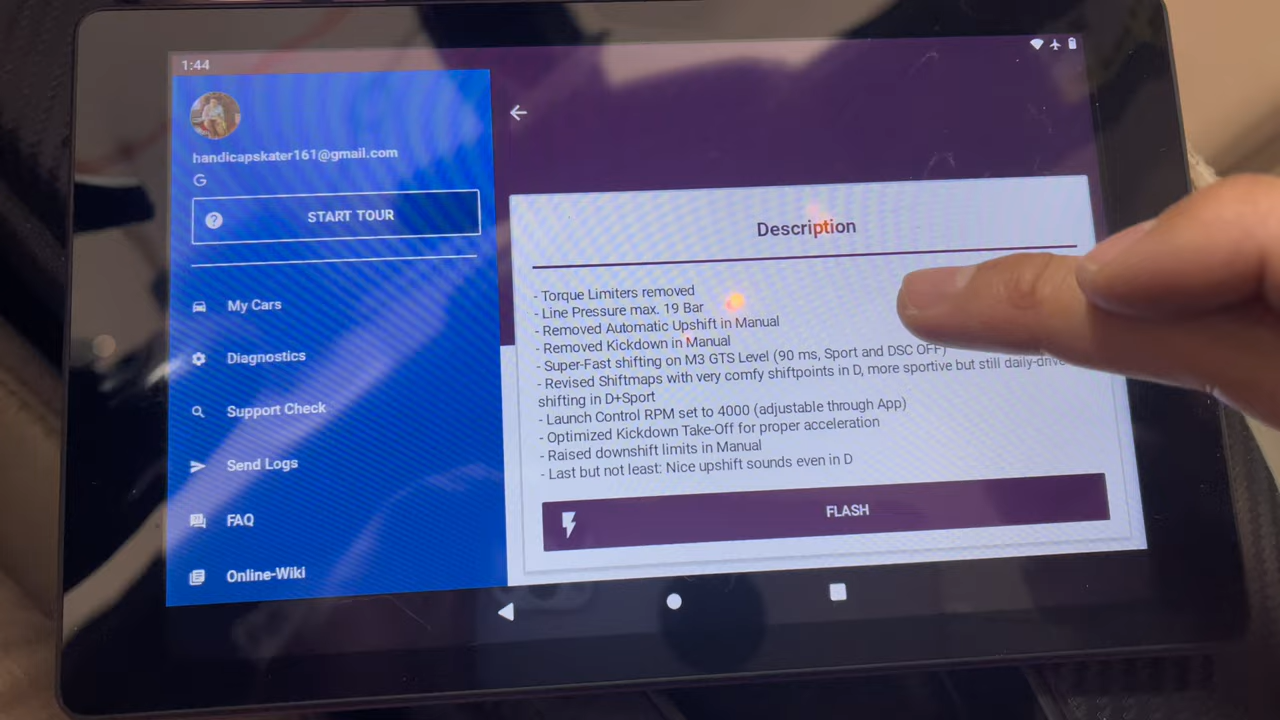 1:44
handicapskater161@gmail.com
G
START TOUR
My Cars
Diagnostics
Support Check
Send Logs
FAQ
Online-Wiki
Description
- Torque Limiters removed
- Line Pressure max. 19 Bar
- Removed Automatic Upshift in Manual
- Removed Kickdown in Manual
- Super-Fast shifting on M3 GTS Level (90 ms, Sport and DSC OFF)
- Revised Shiftmaps with very comfy shiftpoints in D, more sportive but still
shifting in D+Sport
- Launch Control RPM set to 4000 (adjustable through App)
- Optimized Kickdown Take-Off for proper acceleration
- Raised downshift limits in Manual
- Last but not least: Nice upshift sounds even in D
FLASH